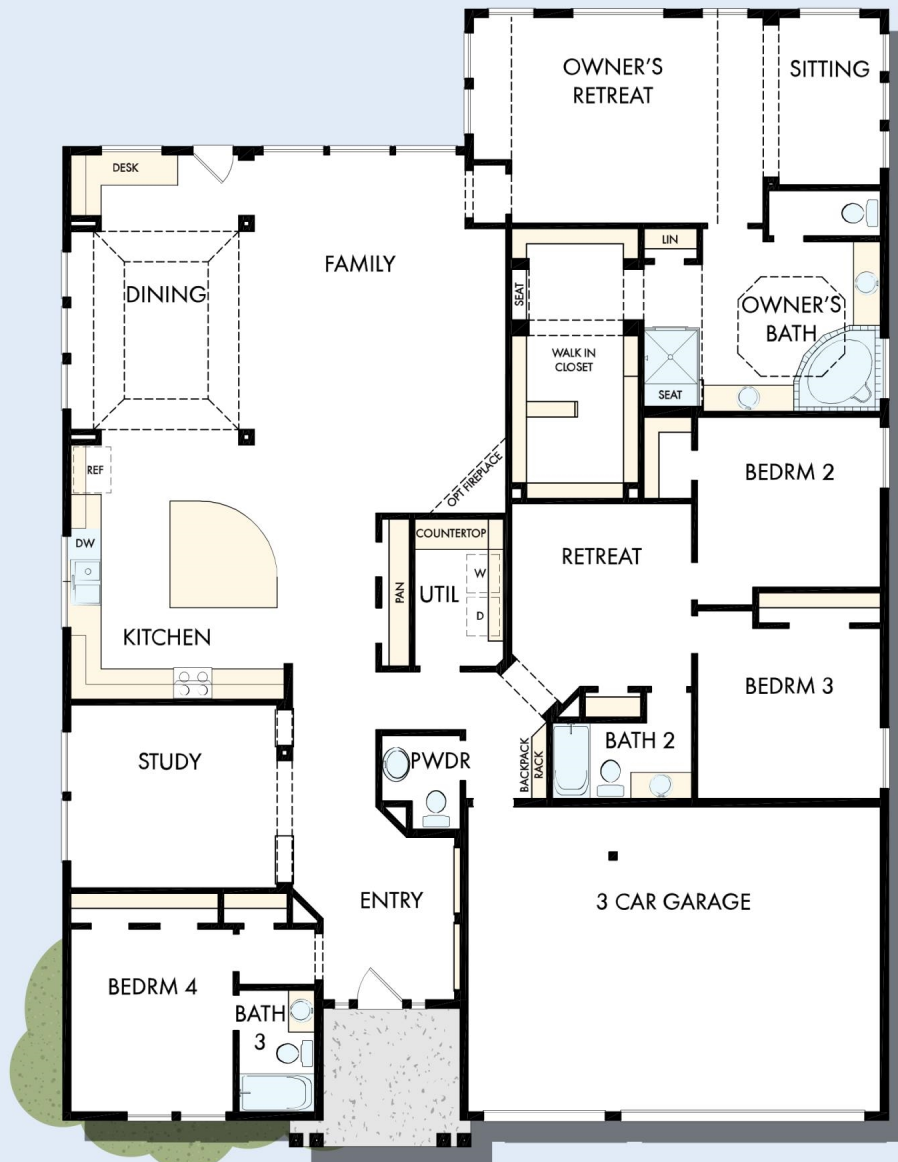 OWNER'S
RETREAT
SITTING
DESK
FAMILY
DINING
LIN
SEAT
OWNER'S
BATH
WALK IN
CLOSET
SEAT
REF
OPT FIREPLACE
BEDRM 2
DW
COUNTERTOP
W
RETREAT
PAN
UTIL
D
KITCHEN
BEDRM 3
STUDY
PWDR
BACKPACK
RACK
BATH 2
ENTRY
3 CAR GARAGE
BEDRM 4
BATH
3